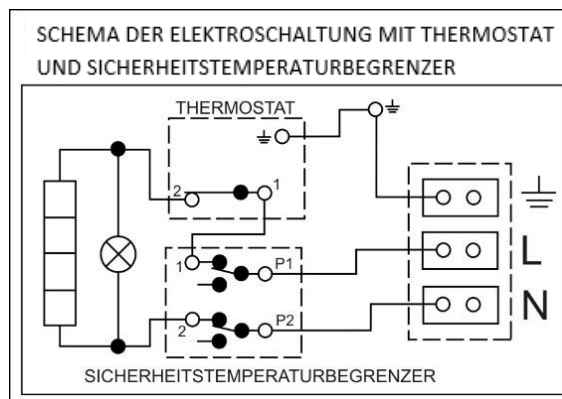 SCHEMA DER ELEKTROSCHALTUNG MIT THERMOSTAT
UND SICHERHEITSTEMPERATURBEGRENZER
THERMOSTAT
2 1
1 P1
L
2 P2
N
SICHERHEITSTEMPERATURBEGRENZER